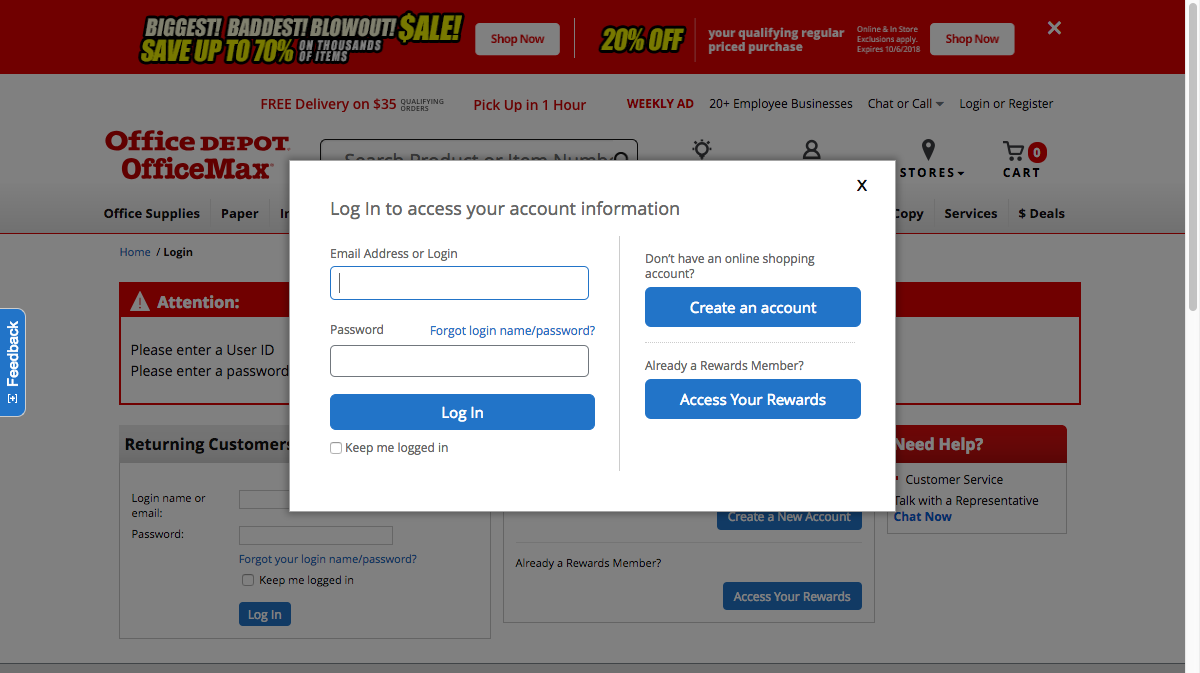 BIGGEST! BADDEST! BLOWOUT! $ALE!
SAVE UP TO 70% ON THOUSANDS OF ITEMS
Shop Now
20% OFF
your qualifying regular
priced purchase
Online & In Store
Exclusions apply.
Expires 10/6/2018
Shop Now
FREE Delivery on $35 QUALIFYING ORDERS
Pick Up in 1 Hour
WEEKLY AD
20+ Employee Businesses
Chat or Call
Login or Register
Office DEPOT
OfficeMax
Search Product or Item
STORES
0
CART
Office Supplies
Paper
Copy
Services
$ Deals
Home / Login
Attention:
Please enter a User ID
Please enter a password
Feedback
X
Log In to access your account information
Email Address or Login
Password
Forgot login name/password?
Log In
Keep me logged in
Don't have an online shopping
account?
Create an account
Already a Rewards Member?
Access Your Rewards
Returning Customers
Login name or
email:
Password:
Forgot your login name/password?
Keep me logged in
Log In
Create a New Account
Already a Rewards Member?
Access Your Rewards
Need Help?
Customer Service
Talk with a Representative
Chat Now